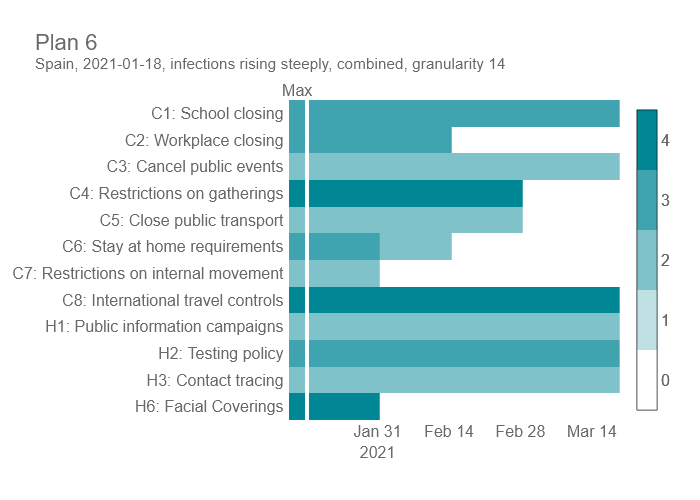 Plan 6
Spain, 2021-01-18, infections rising steeply, combined, granularity 14
Max
C1: School closing
C2: Workplace closing
C3: Cancel public events
C4: Restrictions on gatherings
C5: Close public transport
C6: Stay at home requirements
C7: Restrictions on internal movement
C8: International travel controls
H1: Public information campaigns
H2: Testing policy
H3: Contact tracing
H6: Facial Coverings
Jan 31 Feb 14 Feb 28 Mar 14
2021
4
3
2
1
0